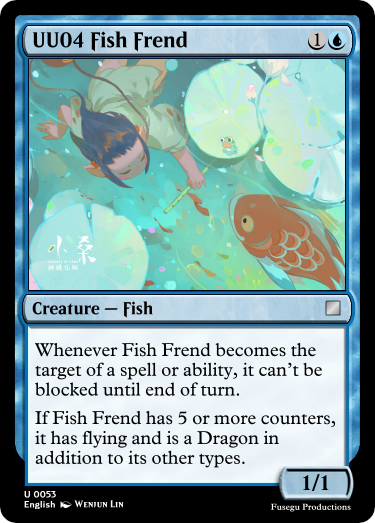 UU04 Fish Frend
1
小桑
Creature — Fish
Whenever Fish Frend becomes the
target of a spell or ability, it can't be
blocked until end of turn.
If Fish Frend has 5 or more counters,
it has flying and is a Dragon in
addition to its other types.
1/1
U 0053
English Wenjun Lin
Fusegu Productions